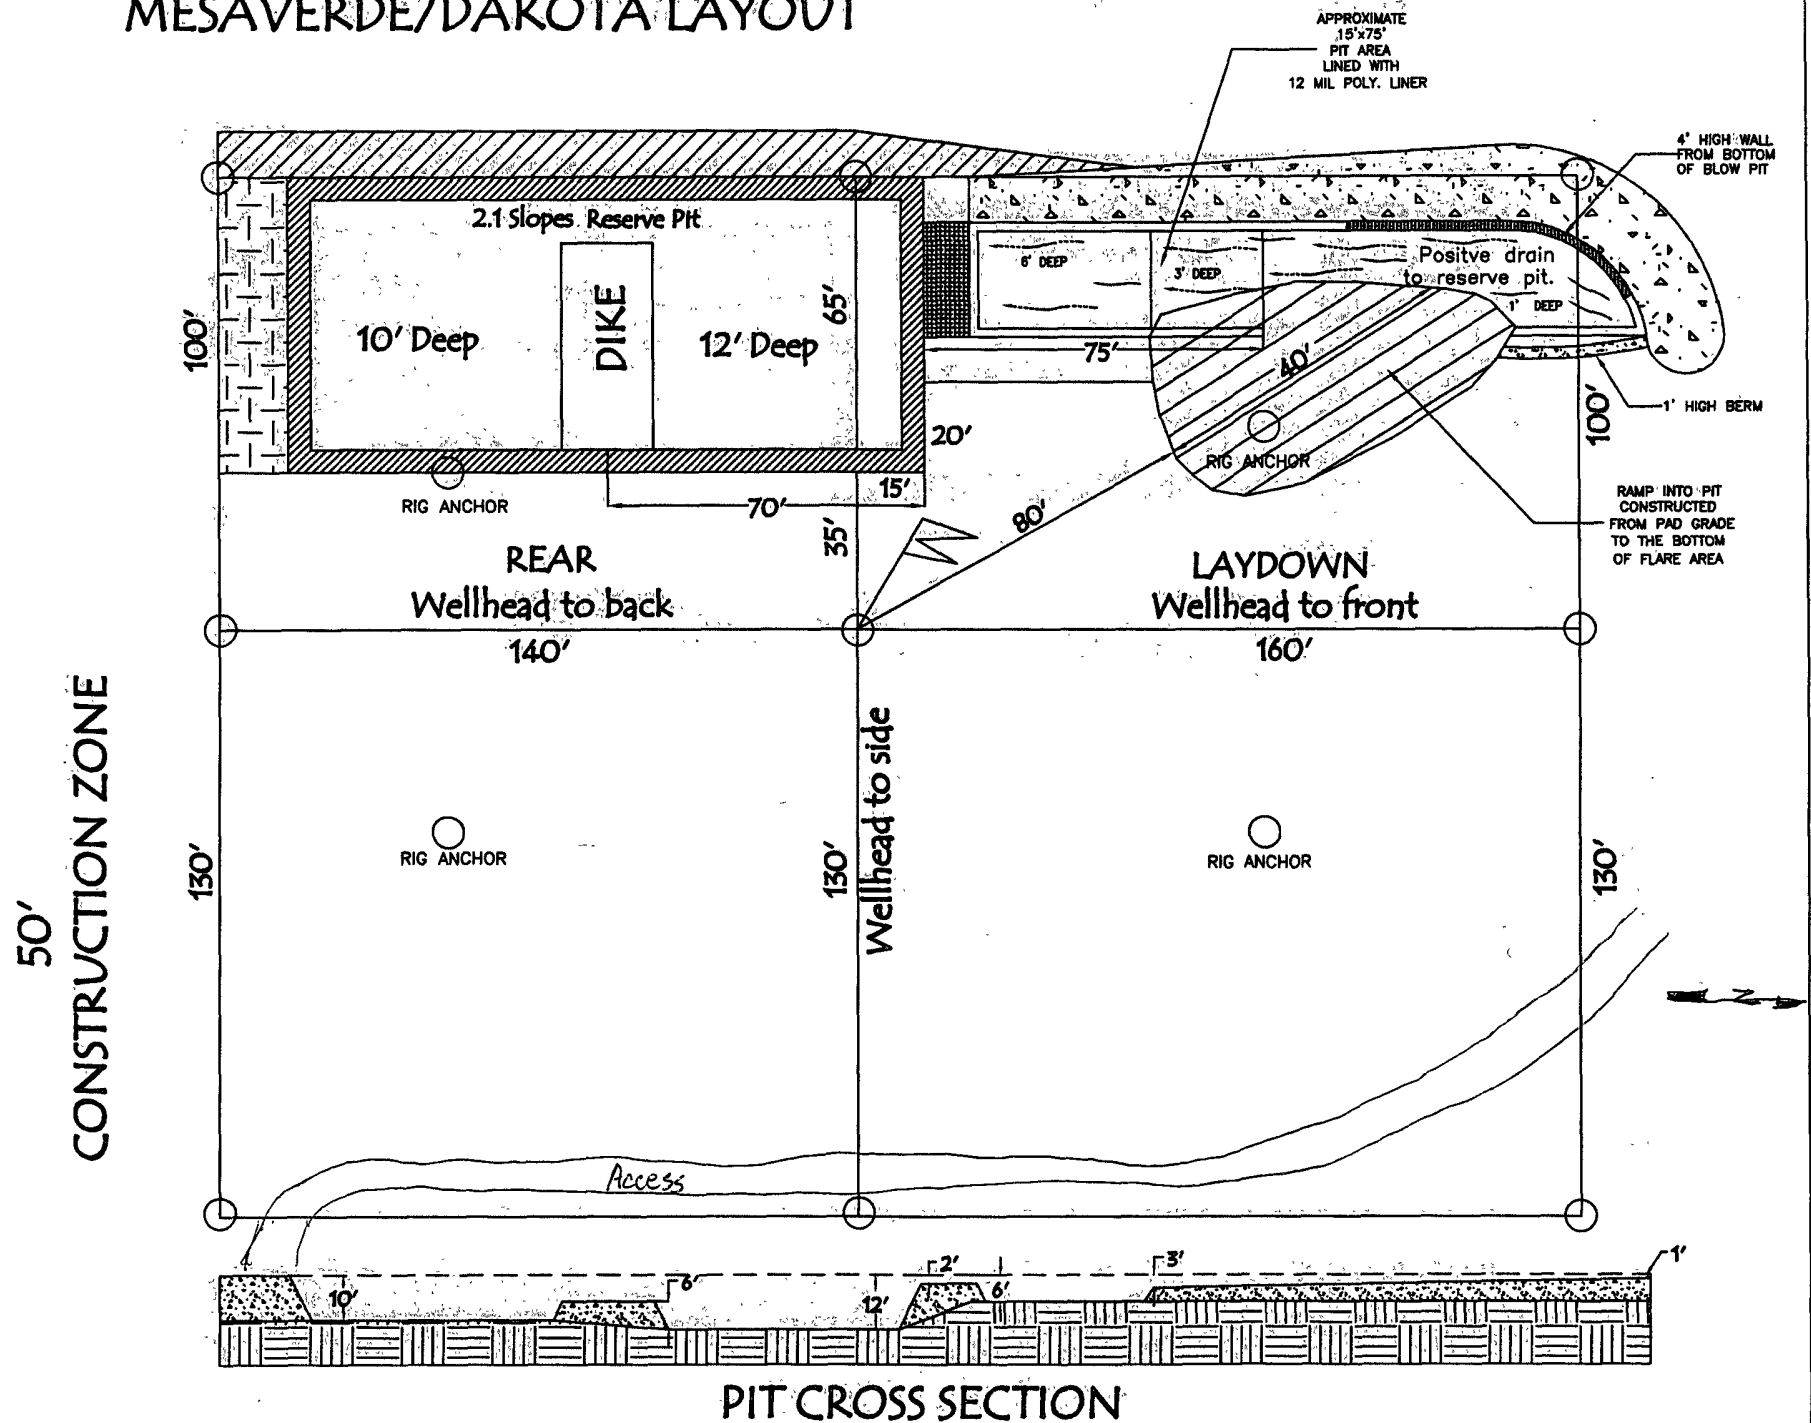 MESAVERDE/DAKOTA LAYOUT
APPROXIMATE
15'x75'
PIT AREA
LINED WITH
12 MIL POLY. LINER
4' HIGH WALL
FROM BOTTOM
OF BLOW PIT
2.1 Slopes Reserve Pit
Positve drain
to reserve pit.
6' DEEP
3' DEEP
1' DEEP
100'
10' Deep
DIKE
12' Deep
65'
75'
40'
100'
1' HIGH BERM
20'
RIG ANCHOR
RIG ANCHOR
70'
15'
35'
80'
RAMP INTO PIT
CONSTRUCTED
FROM PAD GRADE
TO THE BOTTOM
OF FLARE AREA
N
REAR
Wellhead to back
140'
LAYDOWN
Wellhead to front
160'
50'
CONSTRUCTION ZONE
130'
RIG ANCHOR
130'
Wellhead to side
RIG ANCHOR
130'
N
Access
10'
6'
12'
2'
6'
3'
1'
PIT CROSS SECTION